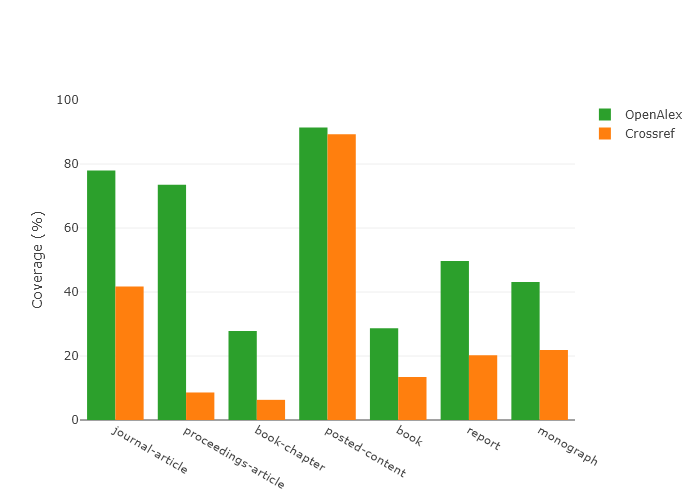 100
80
60
40
20
0
Coverage (%)
journal-article
proceedings-article
book-chapter
posted-content
book
report
monograph
OpenAlex
Crossref